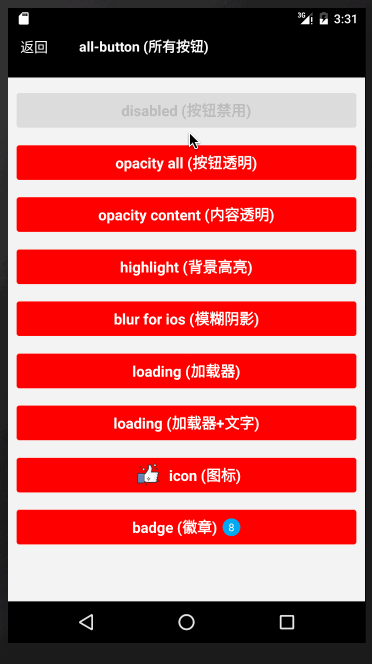 3G 3:31
返回 all-button (所有按钮)
disabled (按钮禁用)
opacity all (按钮透明)
opacity content (内容透明)
highlight (背景高亮)
blur for ios (模糊阴影)
loading (加载器)
loading (加载器+文字)
icon (图标)
badge (徽章) 8